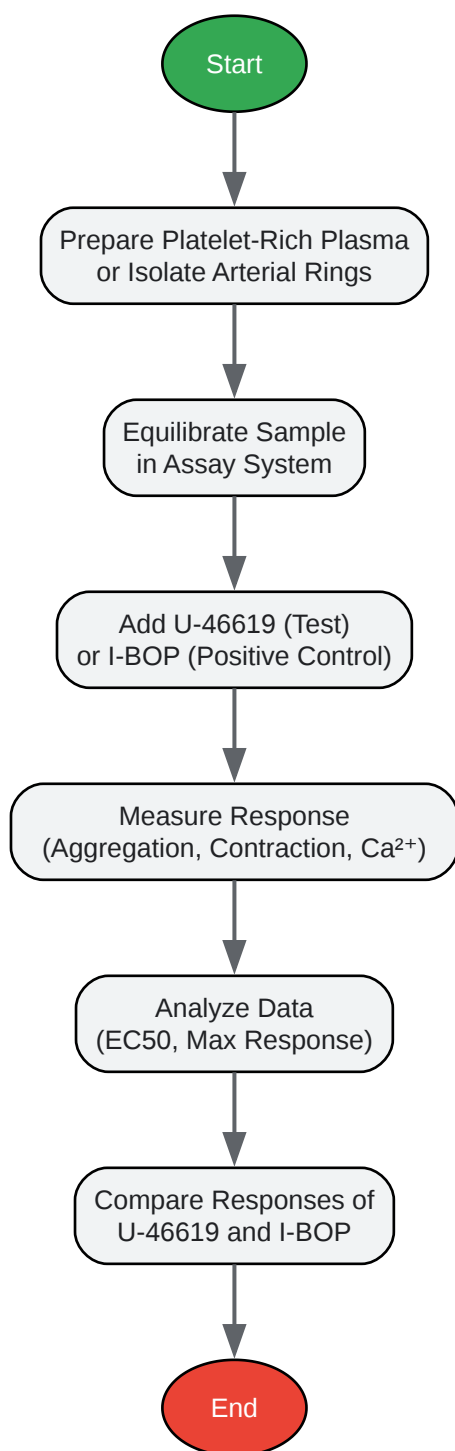 Start
Prepare Platelet-Rich Plasma
or Isolate Arterial Rings
Equilibrate Sample
in Assay System
Add U-46619 (Test)
or I-BOP (Positive Control)
Measure Response
(Aggregation, Contraction, Ca²⁺)
Analyze Data
(EC50, Max Response)
Compare Responses of
U-46619 and I-BOP
End